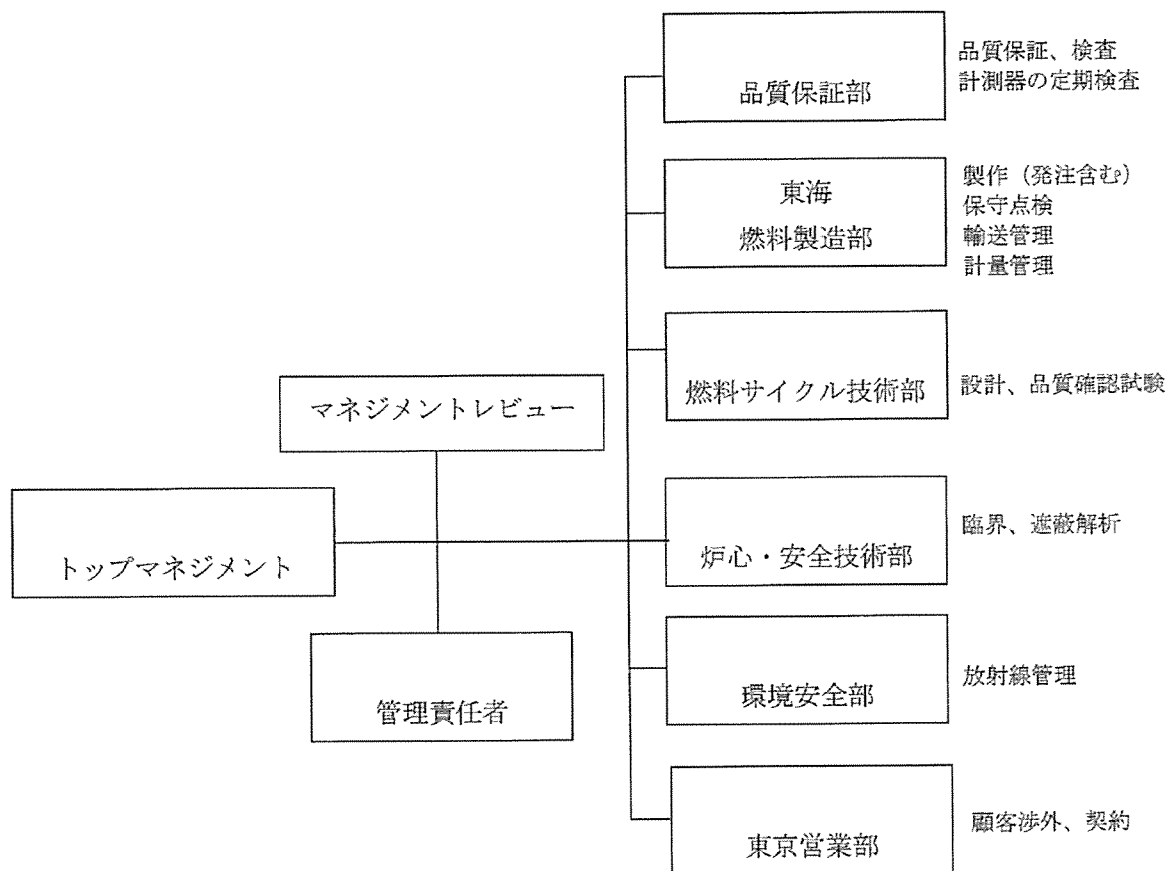 品質保証部
品質保証、検査
計測器の定期検査
東海
燃料製造部
製作（発注含む）
保守点検
輸送管理
計量管理
燃料サイクル技術部
設計、品質確認試験
マネジメントレビュー
トップマネジメント
炉心・安全技術部
臨界、遮蔽解析
管理責任者
環境安全部
放射線管理
東京営業部
顧客渉外、契約